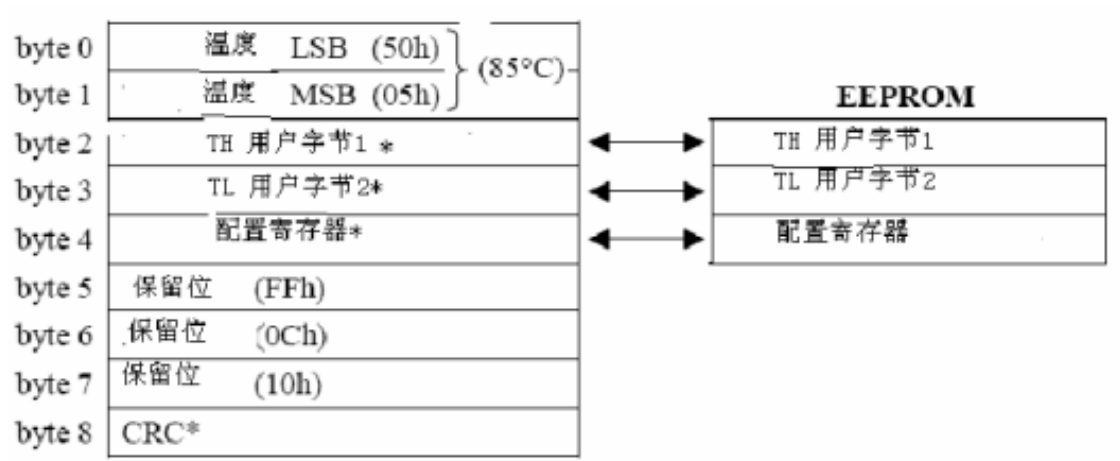 byte 0 温度 LSB (50h)
(85°C)
byte 1 温度 MSB (05h)
EEPROM
byte 2 TH 用户字节1 * TH 用户字节1
byte 3 TL 用户字节2* TL 用户字节2
byte 4 配置寄存器* 配置寄存器
byte 5 保留位 (FFh)
byte 6 保留位 (0Ch)
byte 7 保留位 (10h)
byte 8 CRC*